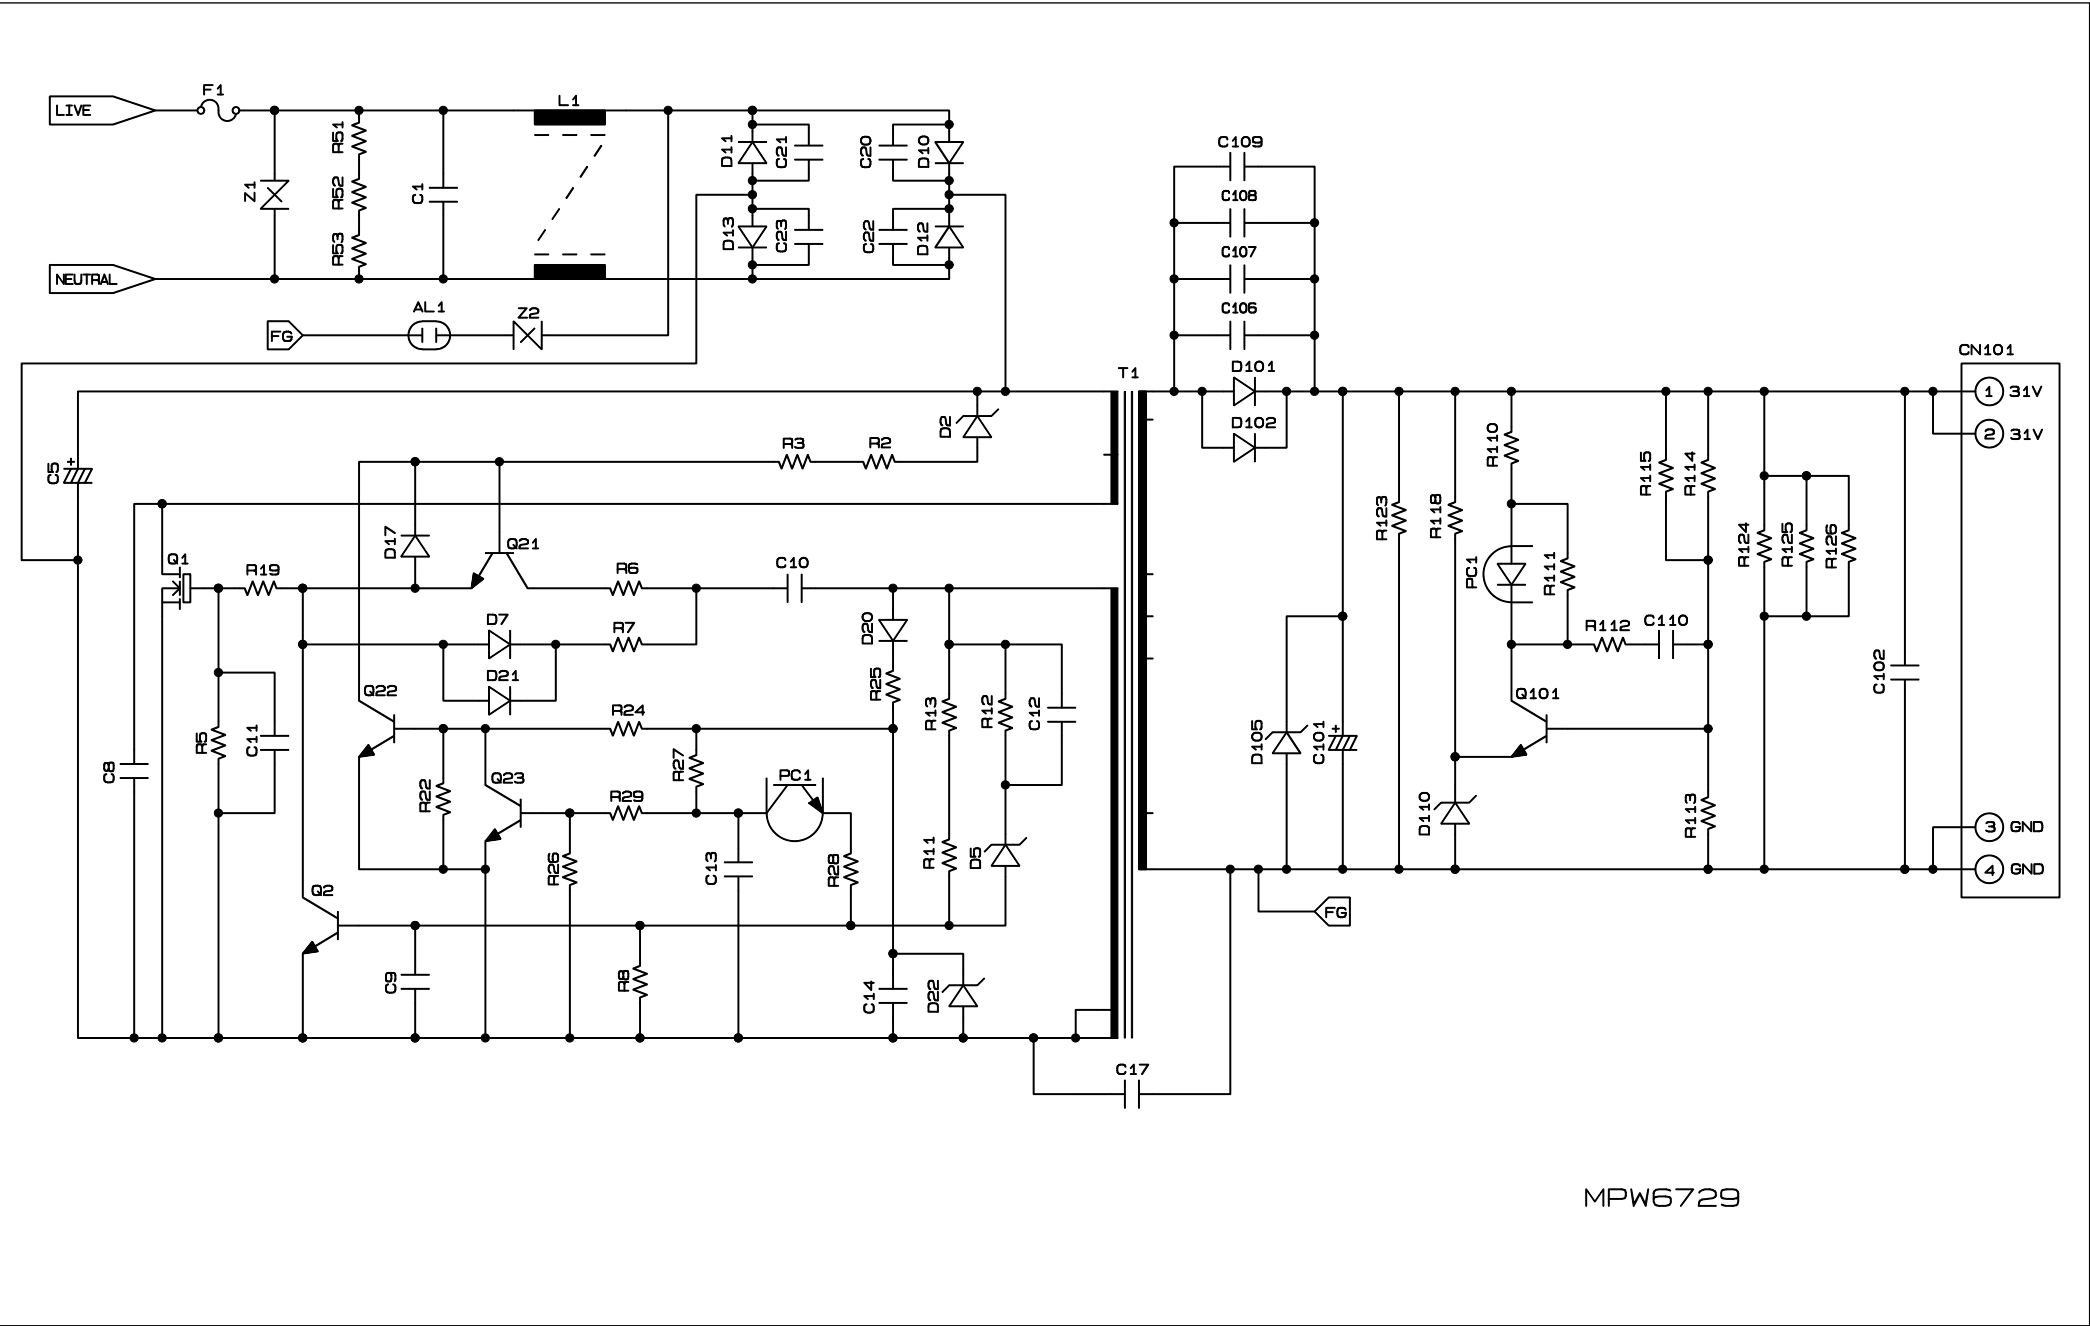 F1
LIVE
L1
R51
Z1
R52
C1
R53
NEUTRAL
D11
C21
C20
D10
D13
C23
C22
D12
FG
AL1
Z2
C109
C108
C107
C106
T1
D101
D102
CN101
1 31V
2 31V
C5
+
D2
R3
R2
D17
Q21
Q1
R19
R6
C10
D7
R7
D21
D20
R25
Q22
R24
R13
R12
C12
R5
C11
C8
R27
R22
Q23
R29
PC1
R26
C13
R28
R11
D5
Q2
C9
R8
C14
D22
C17
R123
R118
R110
PC1
R111
R112
C110
R115
R114
R124
R125
R126
C102
Q101
D105
C101
+
D110
R113
3 GND
4 GND
FG
MPW6729